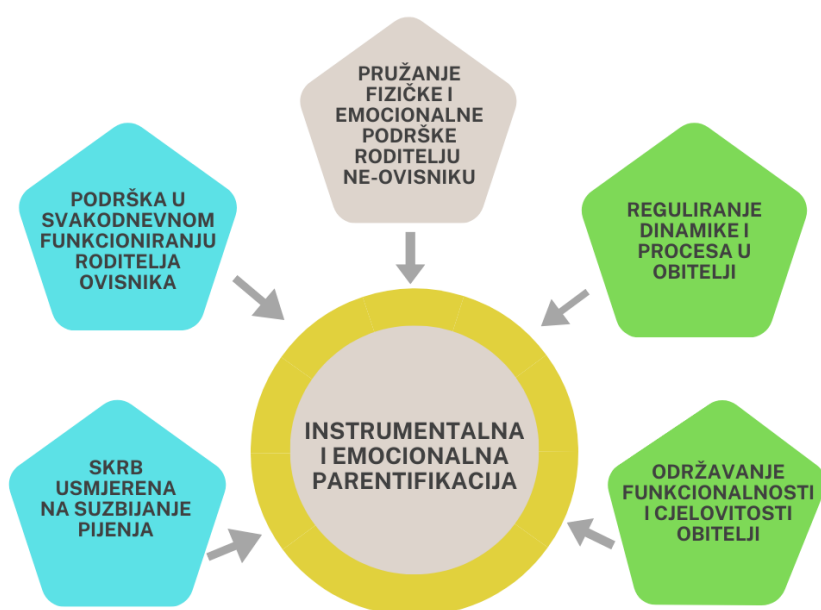 PRUŽANJE
FIZIČKE I
EMOCIONALNE
PODRŠKE
RODITELJU
NE-OVISNIKU
PODRŠKA U
SVAKODNEVNOM
FUNKCIONIRANJU
RODITELJA
OVISNIKA
REGULIRANJE
DINAMIKE I
PROCESA U
OBITELJI
INSTRUMENTALNA
I EMOCIONALNA
PARENTIFIKACIJA
SKRB
USMJERENA
NA SUZBIJANJE
PIJENJA
ODRŽAVANJE
FUNKCIONALNOSTI
I CJELOVITOSTI
OBITELJI